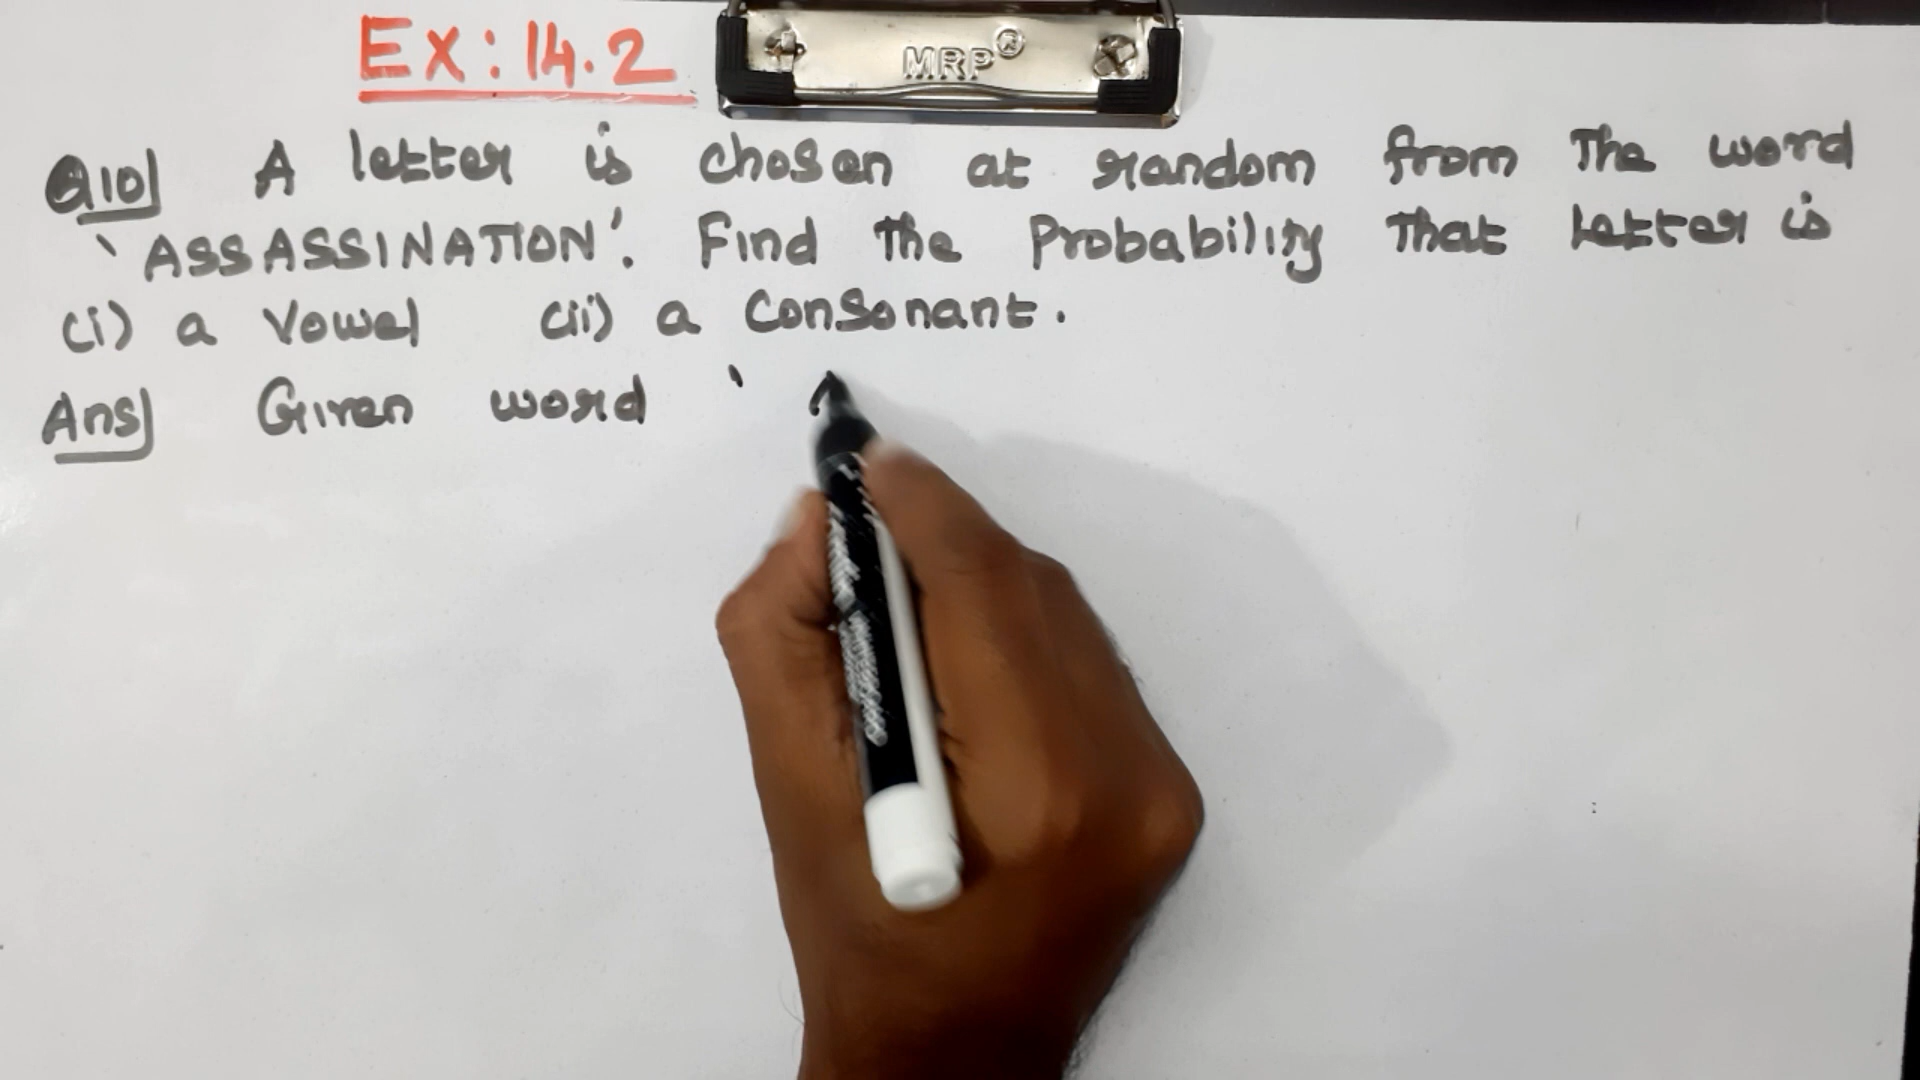 Ex: 14.2
MRP®
Q10) A letter is chosen at random from The word
'ASSASSINATION'. Find The Probability That letter is
(i) a vowel (ii) a Consonant.
Ans) Given word '